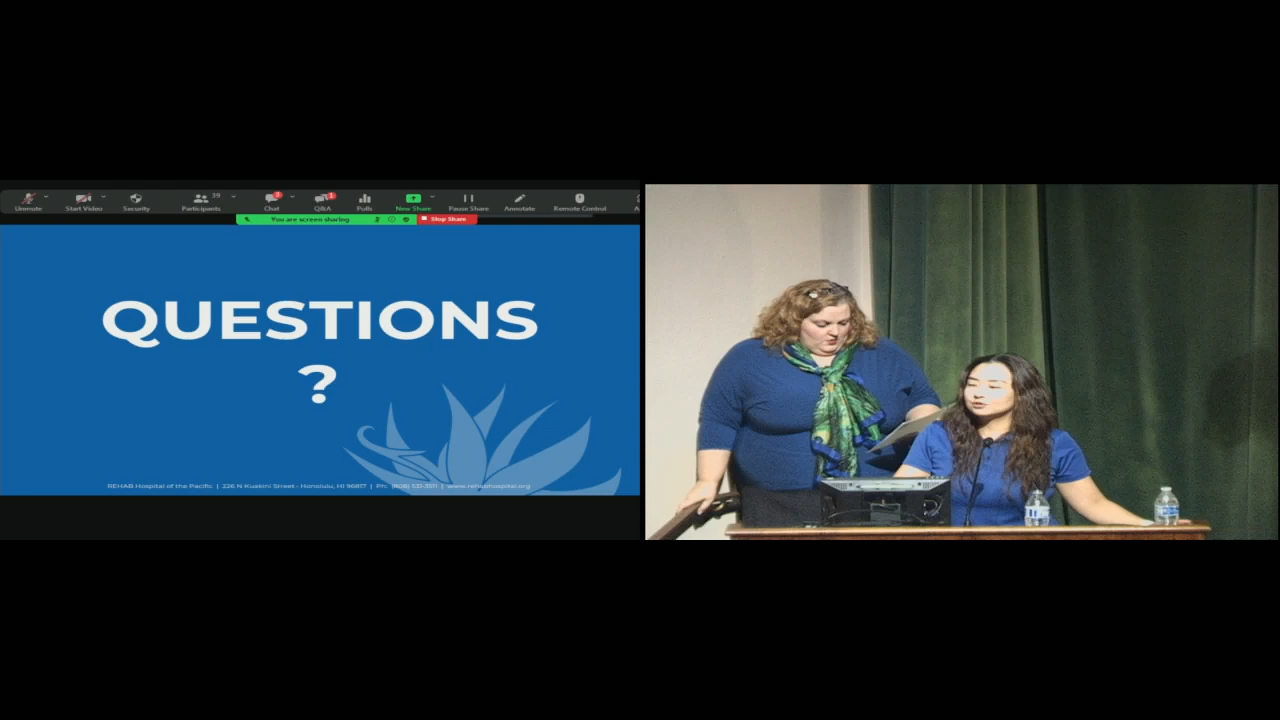 Unmute
Start Video
Security
Participants
39
Chat
Q&A
1
Polls
New Share
Pause Share
Annotate
Remote Control
You are screen sharing
Stop Share
QUESTIONS
?
REHAB Hospital of the Pacific | 226 N Kuakini Street - Honolulu, HI 96817 | Ph: (808) 531-3511 | www.rehabhospital.org